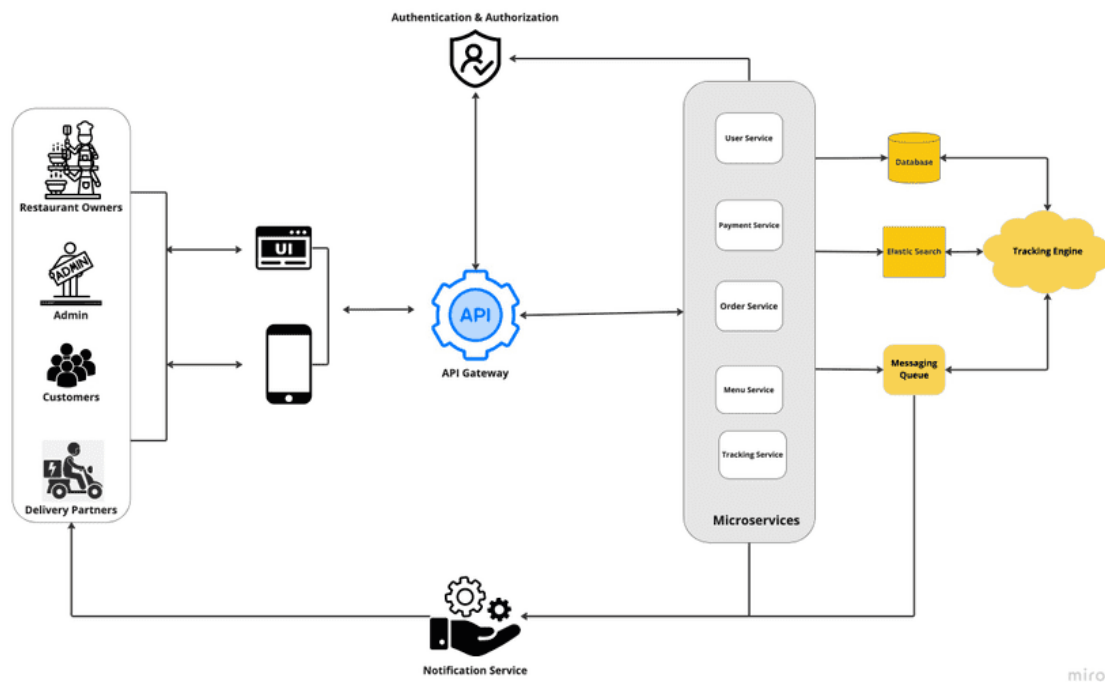 Authentication & Authorization
Restaurant Owners
ADMIN
Admin
Customers
Delivery Partners
UI
API
API Gateway
User Service
Payment Service
Order Service
Menu Service
Tracking Service
Microservices
Database
Elastic Search
Messaging
Queue
Tracking Engine
Notification Service
miro